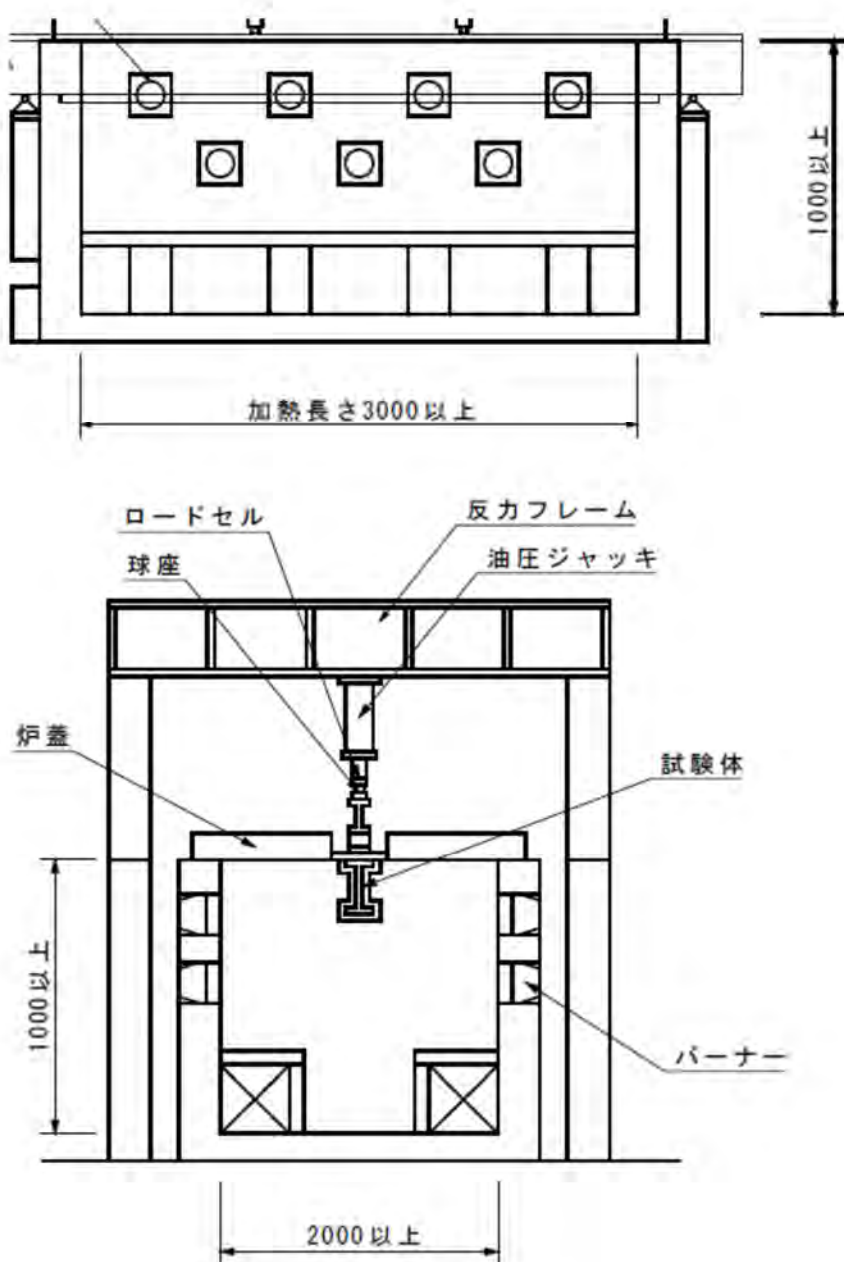 1000以上
加熱長さ3000以上
ロードセル
反力フレーム
球座
油圧ジャッキ
炉蓋
試験体
1000以上
バーナー
2000以上